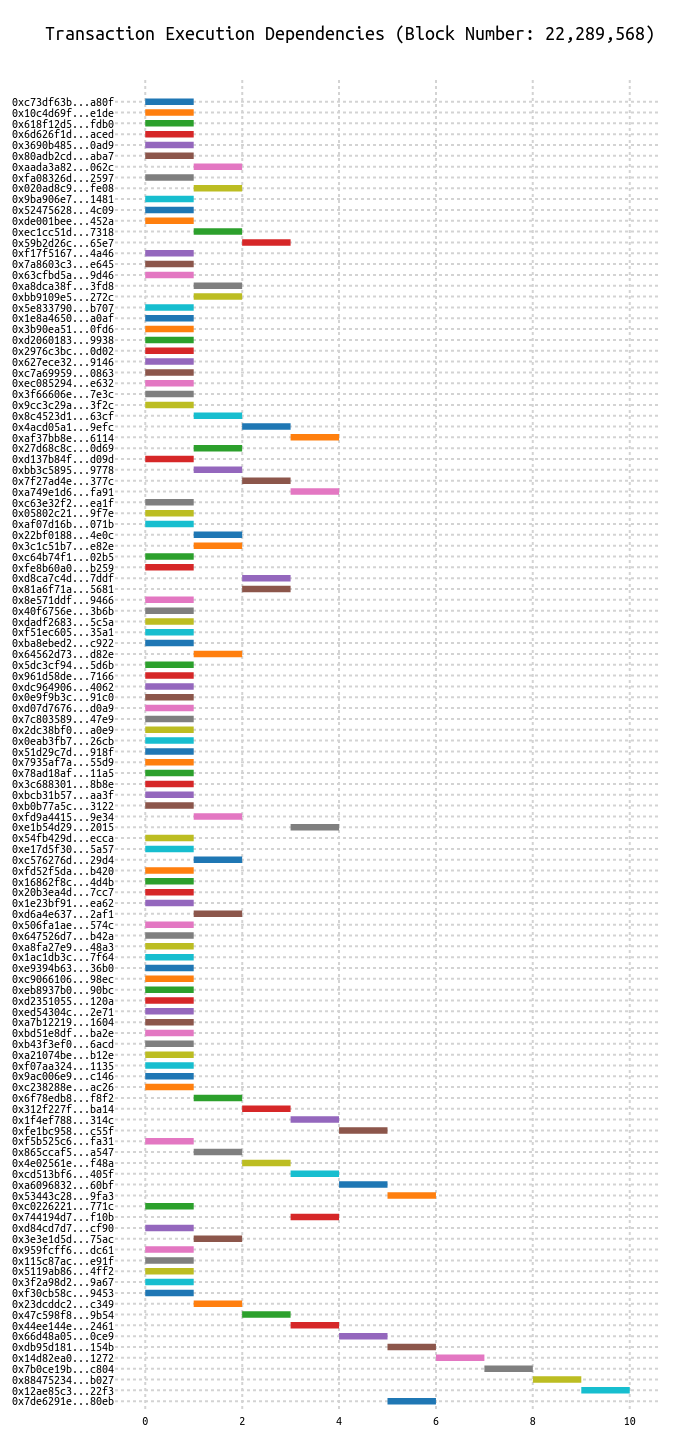 Transaction Execution Dependencies (Block Number: 22,289,568)
0xc73df63b...a80f
0x10c4d69f...e1de
0x618f12d5...fdb0
0x6d626f1d...aced
0x3690b485...0ad9
0x80adb2cd...aba7
0xaada3a82...062c
0xfa08326d...2597
0x020ad8c9...fe08
0x9ba906e7...1481
0x52475628...4c09
0xde001bee...452a
0xec1cc51d...7318
0x59b2d26c...65e7
0xf17f5167...4a46
0x7a8603c3...e645
0x63cfbd5a...9d46
0xa8dca38f...3fd8
0xbb9109e5...272c
0x5e833790...b707
0x1e8a4650...a0af
0x3b90ea51...0fd6
0xd2060183...9938
0x2976c3bc...0d02
0x627ece32...9146
0xc7a69959...0863
0xec085294...e632
0x3f66606e...7e3c
0x9cc3c29a...3f2c
0x8c4523d1...63cf
0x4acd05a1...9efc
0xaf37bb8e...6114
0x27d68c8c...0d69
0xd137b84f...d09d
0xbb3c5895...9778
0x7f27ad4e...377c
0xa749e1d6...fa91
0xc63e32f2...ea1f
0x05802c21...9f7e
0xaf07d16b...071b
0x22bf0188...4e0c
0x3c1c51b7...e82e
0xc64b74f1...02b5
0xfe8b60a0...b259
0xd8ca7c4d...7ddf
0x81a6f71a...5681
0x8e571ddf...9466
0x40f6756e...3b6b
0xdadf2683...5c5a
0xf51ec605...35a1
0xba8ebed2...c922
0x64562d73...d82e
0x5dc3cf94...5d6b
0x961d58de...7166
0xdc964906...4062
0x0e9f9b3c...91c0
0xd07d7676...d0a9
0x7c803589...47e9
0x2dc38bf0...a0e9
0x0eab3fb7...26cb
0x51d29c7d...918f
0x7935af7a...55d9
0x78ad18af...11a5
0x3c688301...8b8e
0xbcb31b57...aa3f
0xb0b77a5c...3122
0xfd9a4415...9e34
0xe1b54d29...2015
0x54fb429d...ecca
0xe17d5f30...5a57
0xc576276d...29d4
0xfd52f5da...b420
0x16862f8c...4d4b
0x20b3ea4d...7cc7
0x1e23bf91...ea62
0xd6a4e637...2af1
0x506fa1ae...574c
0x647526d7...b42a
0xa8fa27e9...48a3
0x1ac1db3c...7f64
0xe9394b63...36b0
0xc9066106...98ec
0xeb8937b0...90bc
0xd2351055...120a
0xed54304c...2e71
0xa7b12219...1604
0xbd51e8df...ba2e
0xb43f3ef0...6acd
0xa21074be...b12e
0xf07aa324...1135
0x9ac006e9...c146
0xc238288e...ac26
0x6f78edb8...f8f2
0x312f227f...ba14
0x1f4ef788...314c
0xfe1bc958...c55f
0xf5b525c6...fa31
0x865ccaf5...a547
0x4e02561e...f48a
0xcd513bf6...405f
0xa6096832...60bf
0x53443c28...9fa3
0xc0226221...771c
0x744194d7...f10b
0xd84cd7d7...cf90
0x3e3e1d5d...75ac
0x959fcff6...dc61
0x115c87ac...e91f
0x5119ab86...4ff2
0x3f2a98d2...9a67
0xf30cb58c...9453
0x23dcddc2...c349
0x47c598f8...9b54
0x44ee144e...2461
0x66d48a05...0ce9
0xdb95d181...154b
0x14d82ea0...1272
0x7b0ce19b...c804
0x88475234...b027
0x12ae85c3...22f3
0x7de6291e...80eb
0 2 4 6 8 10